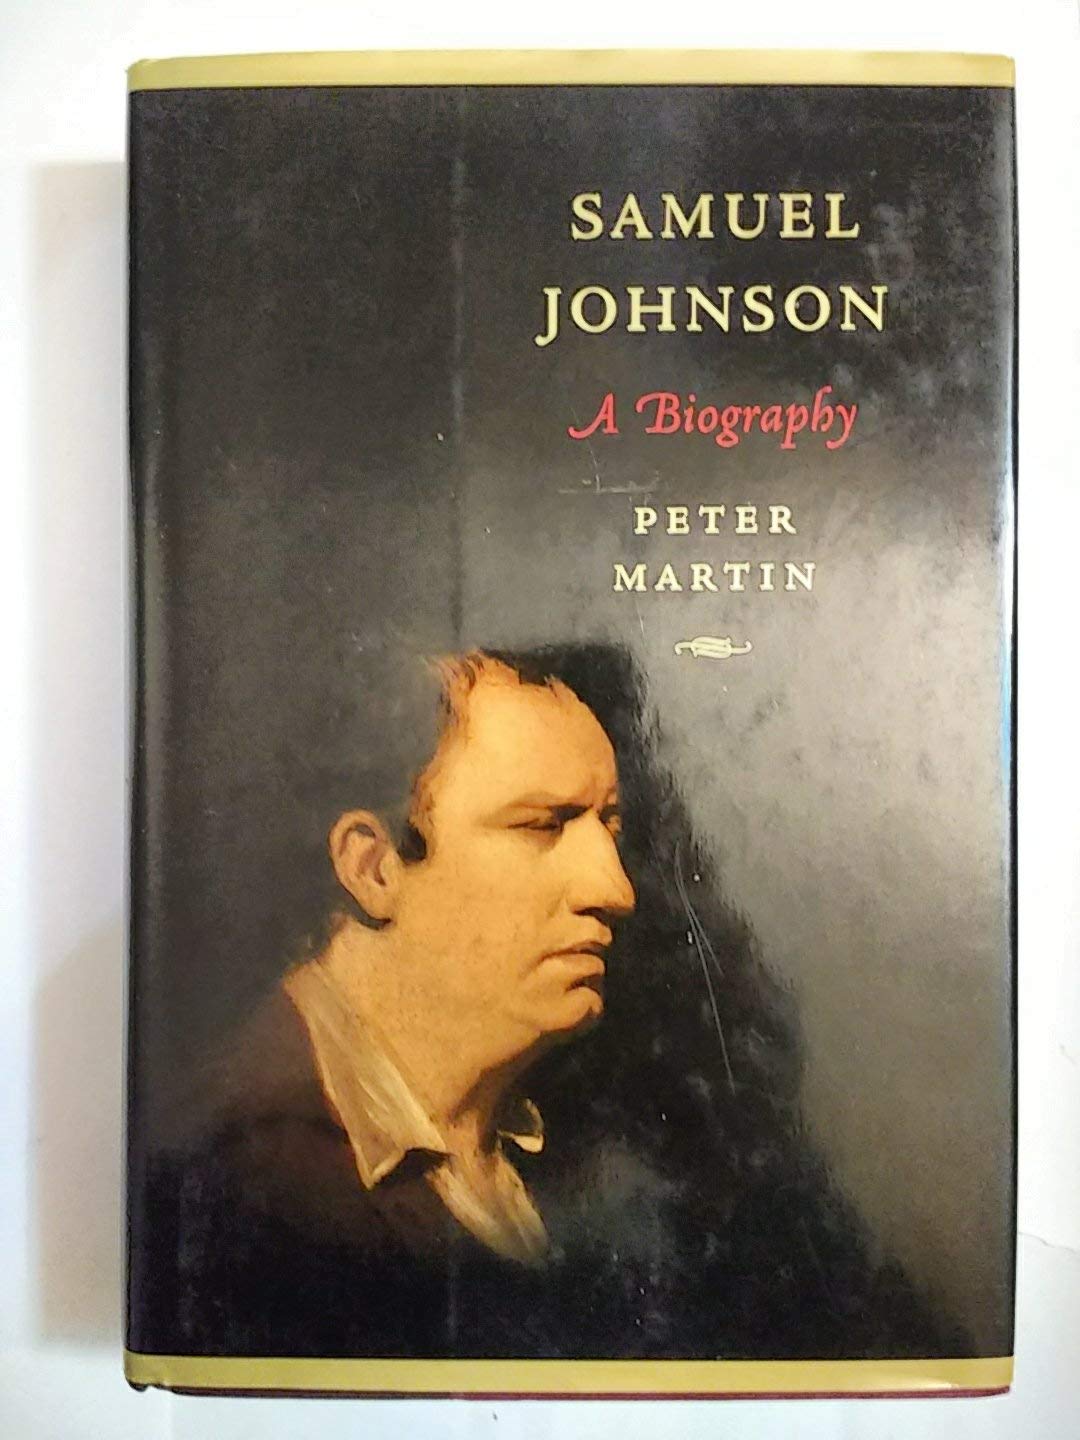 SAMUEL
JOHNSON
A Biography
PETER
MARTIN